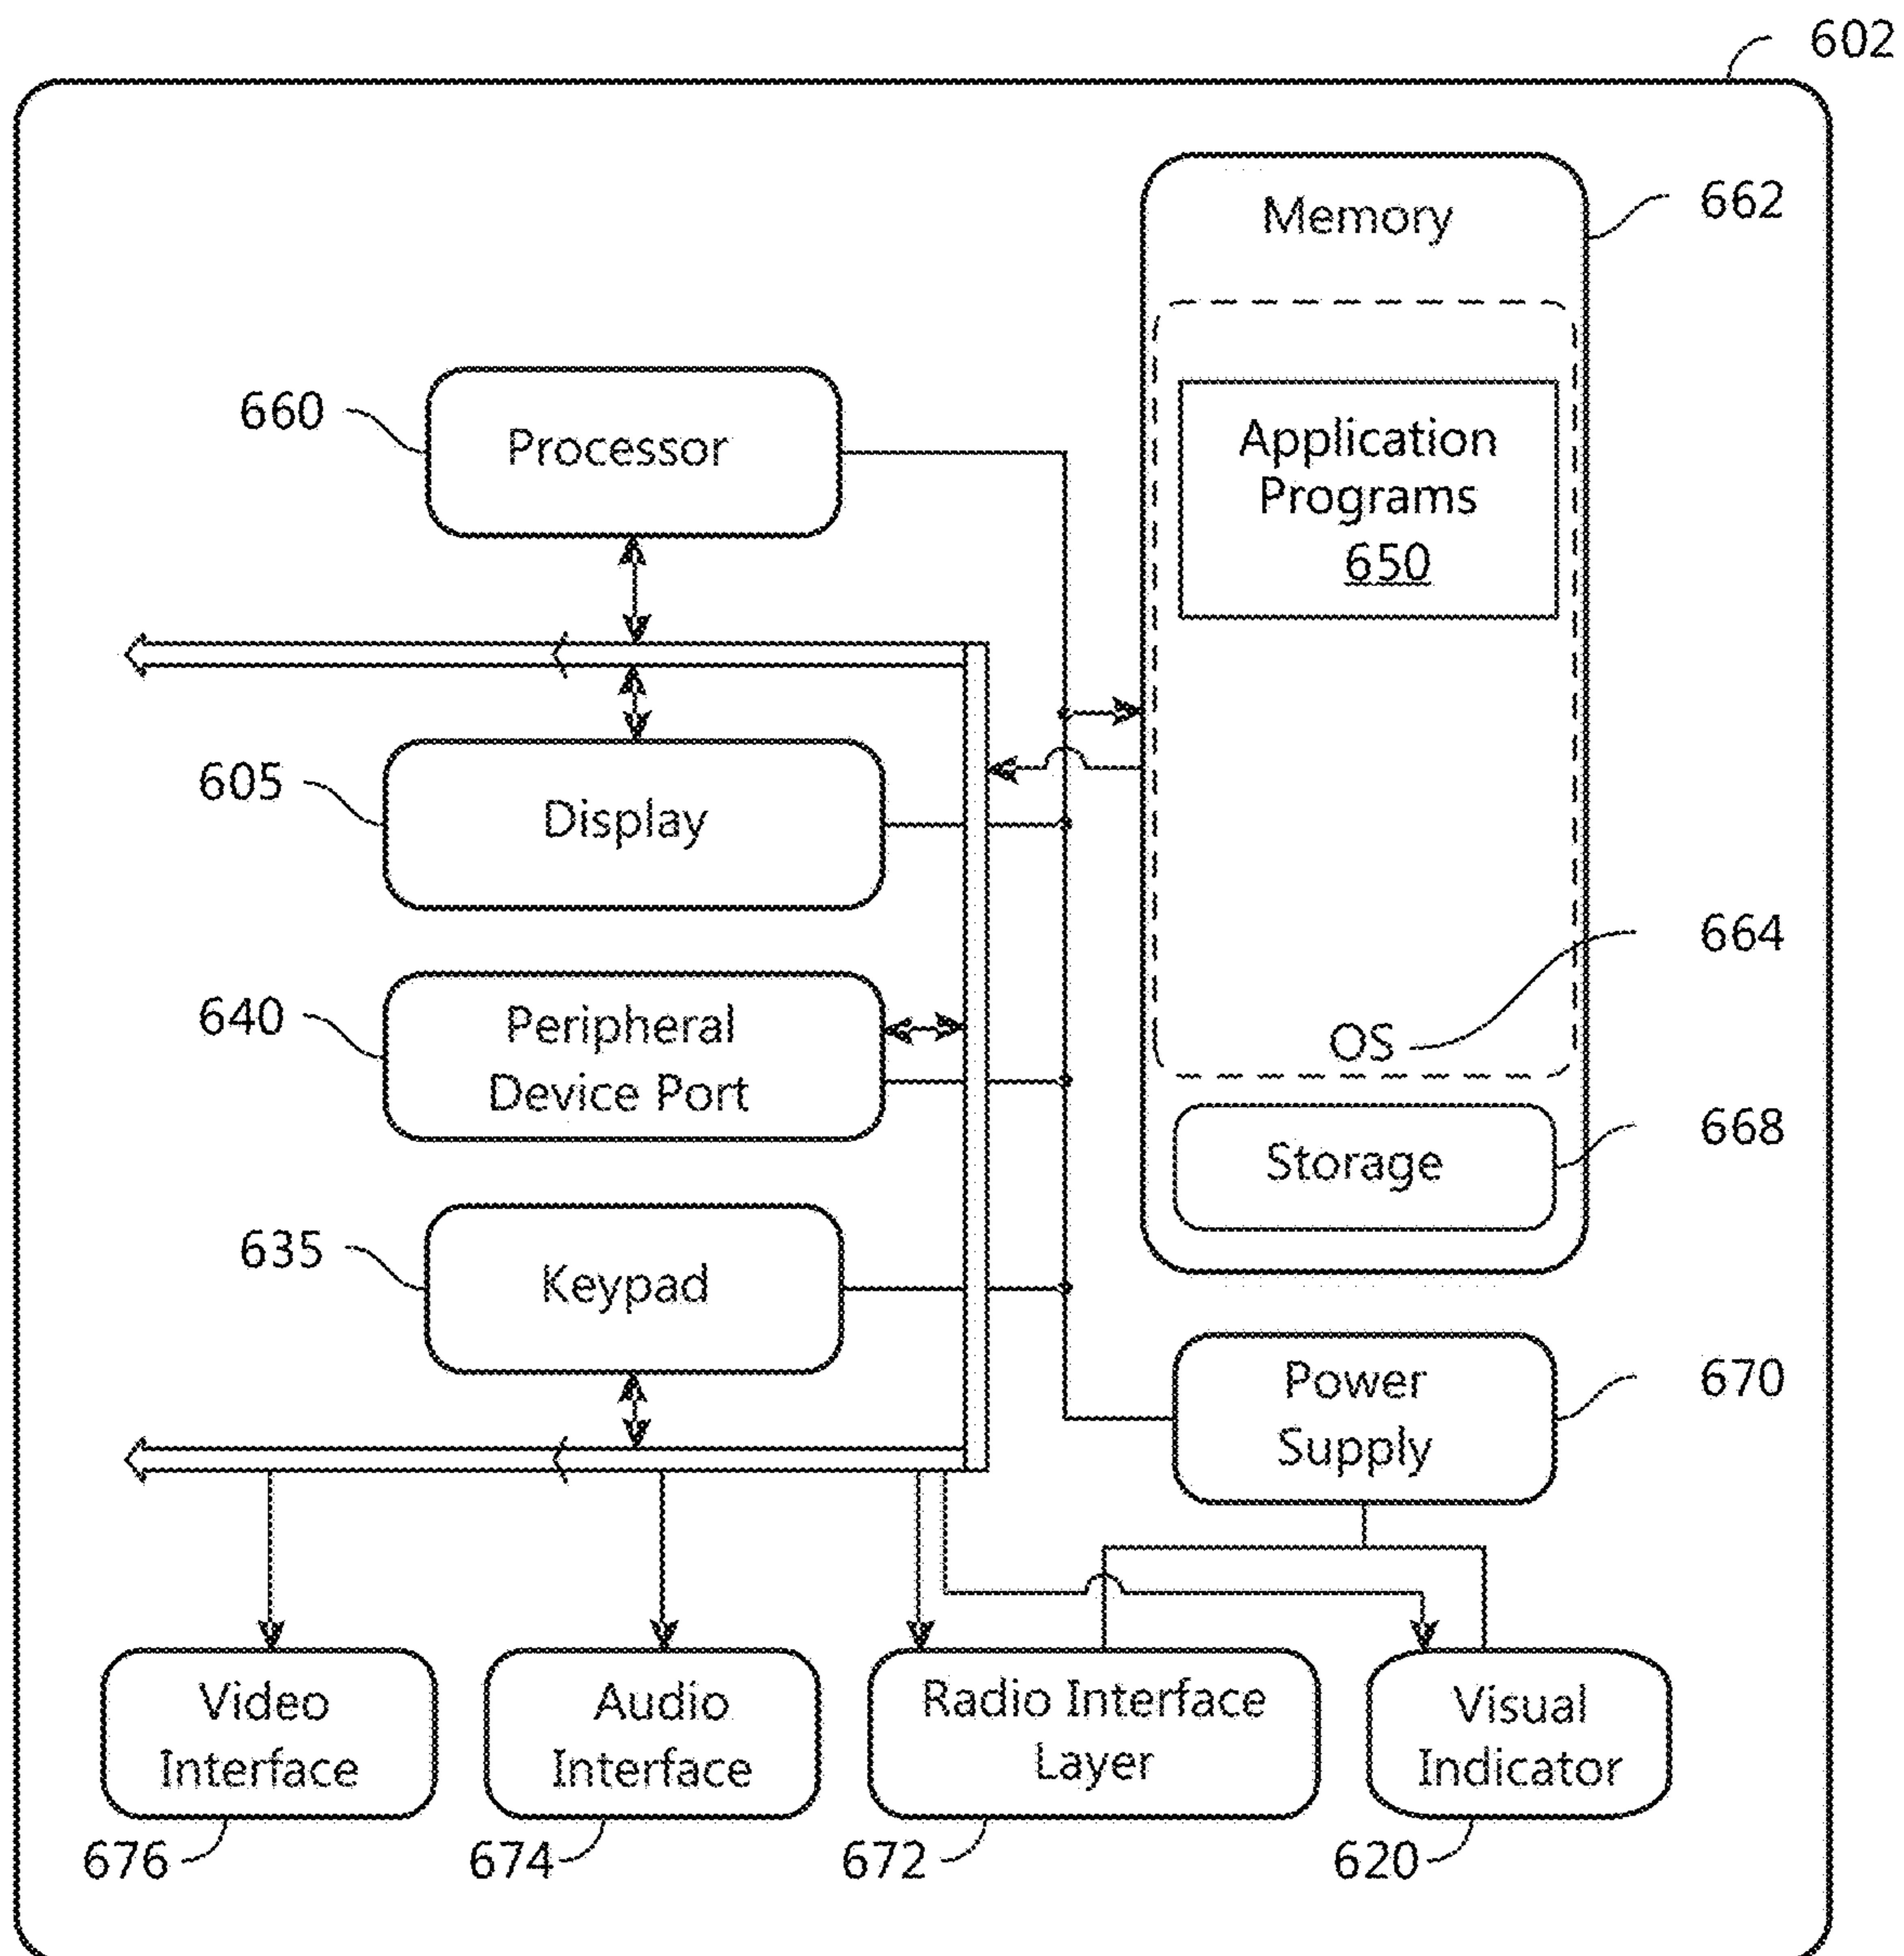 602
Memory
662
Application
Programs
650
660
Processor
605
Display
664
OS
640
Peripheral
Device Port
668
Storage
635
Keypad
Power
Supply
670
Video
Interface
Audio
Interface
Radio Interface
Layer
Visual
Indicator
676
674
672
620